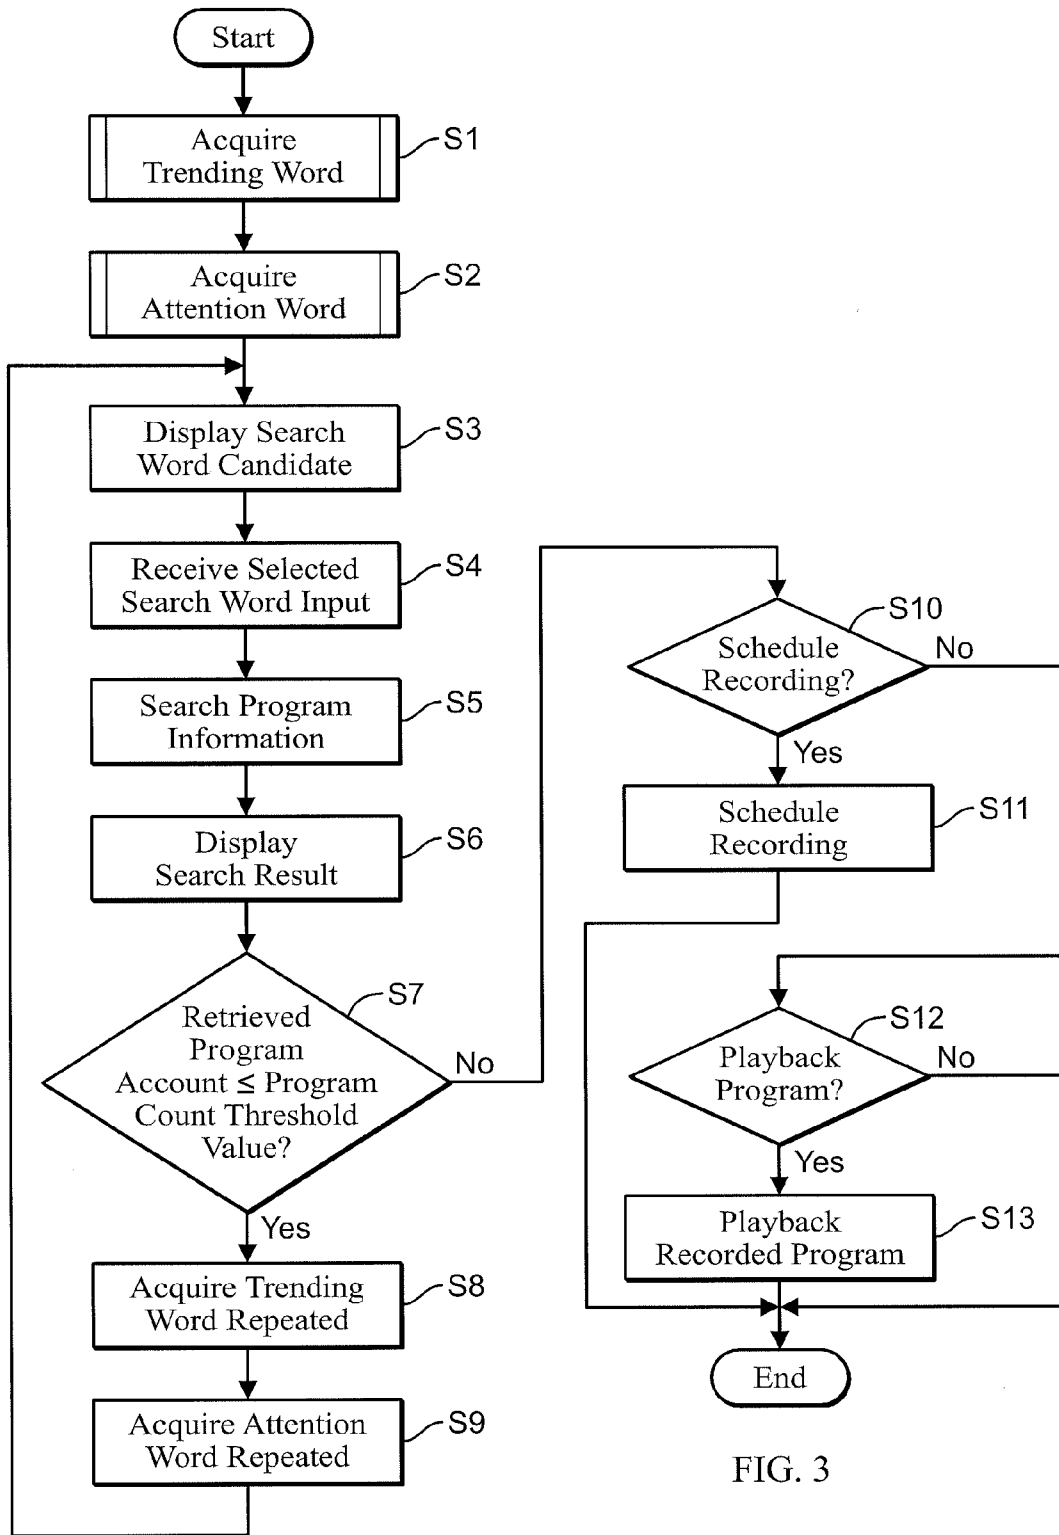 Start
Acquire
Trending Word
S1
Acquire
Attention Word
S2
Display Search
Word Candidate
S3
Receive Selected
Search Word Input
S4
Search Program
Information
S5
Display
Search Result
S6
Retrieved
Program
Account ≤ Program
Count Threshold
Value?
S7
No
Yes
Acquire Trending
Word Repeated
S8
Acquire Attention
Word Repeated
S9
Schedule
Recording?
S10
No
Yes
Schedule
Recording
S11
Playback
Program?
S12
No
Yes
Playback
Recorded Program
S13
End
FIG. 3